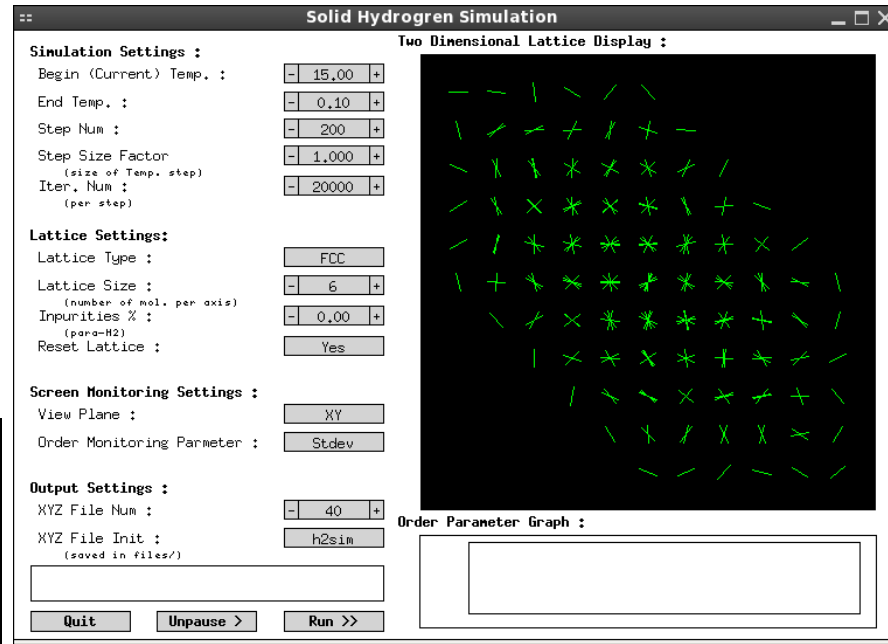 Solid Hydrogren Simulation
Two Dimensional Lattice Display :
Simulation Settings :
Begin (Current) Temp. : - 15.00 +
End Temp. : - 0.10 +
Step Num : - 200 +
Step Size Factor - 1.000 +
(size of Temp. step)
Iter. Num : - 20000 +
(per step)
Lattice Settings:
Lattice Type : FCC
Lattice Size : - 6 +
(number of mol. per axis)
Inpurities % : - 0.00 +
(para-H2)
Reset Lattice : Yes
Screen Monitoring Settings :
View Plane : XY
Order Monitoring Parmeter : Stdev
Output Settings :
XYZ File Num : - 40 +
XYZ File Init : h2sim
(saved in files/)
Order Parameter Graph :
Quit Unpause > Run >>